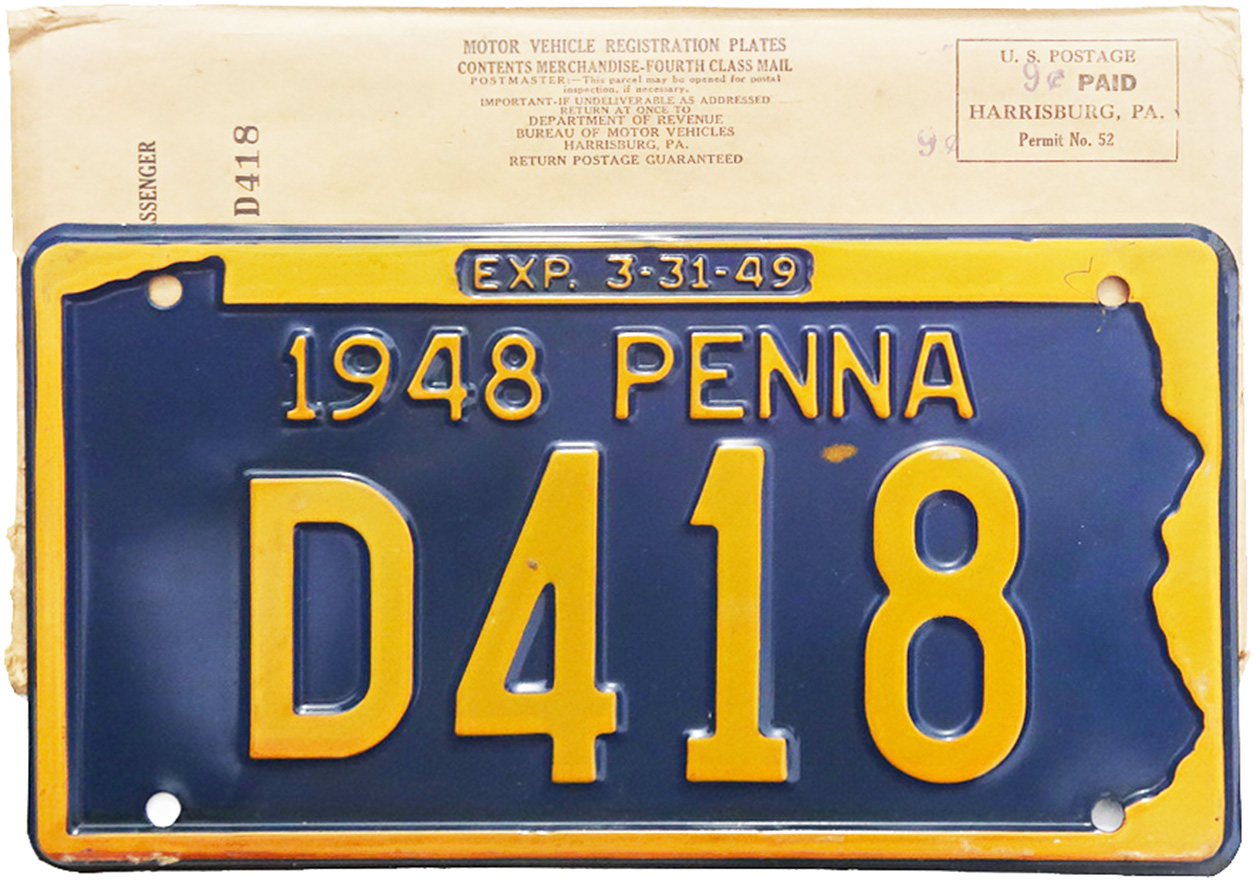 MOTOR VEHICLE REGISTRATION PLATES
CONTENTS MERCHANDISE-FOURTH CLASS MAIL
POSTMASTER:—This parcel may be opened for postal
inspection, if necessary.
IMPORTANT-IF UNDELIVERABLE AS ADDRESSED
RETURN AT ONCE TO
DEPARTMENT OF REVENUE
BUREAU OF MOTOR VEHICLES
HARRISBURG, PA.
RETURN POSTAGE GUARANTEED
U. S. POSTAGE
9¢ PAID
HARRISBURG, PA.
Permit No. 52
9¢
SSENGER
D418
EXP. 3-31-49
1948 PENNA
D418